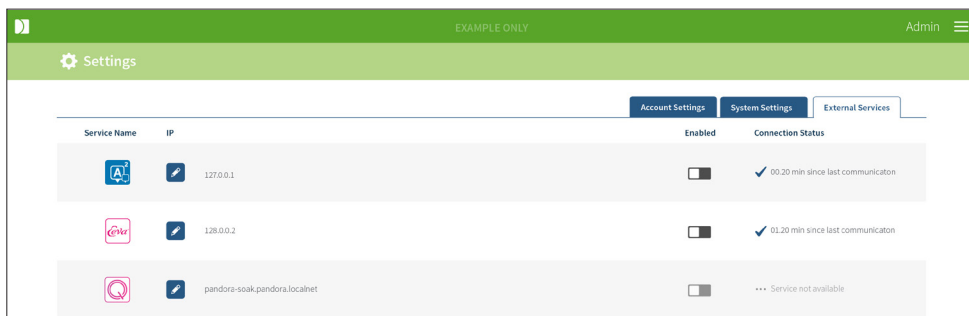 EXAMPLE ONLY
Admin
Settings
Account Settings System Settings External Services
Service Name IP Enabled Connection Status
A 2
127.0.0.1 00.20 min since last communicaton
eva
128.0.0.2 01.20 min since last communicaton
Q
pandora-soak.pandora.localnet Service not available